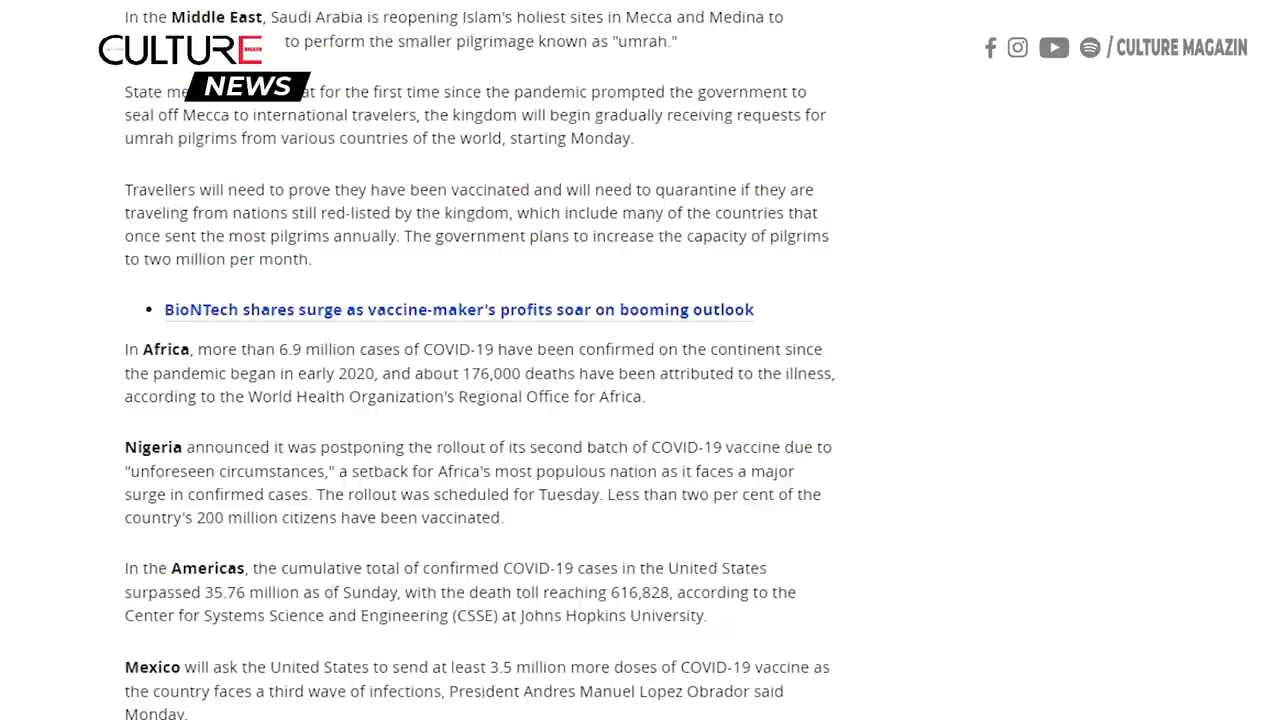 In the Middle East, Saudi Arabia is reopening Islam's holiest sites in Mecca and Medina to
CULTURE
to perform the smaller pilgrimage known as "umrah."
/ CULTURE MAGAZIN
NEWS
State me at for the first time since the pandemic prompted the government to
seal off Mecca to international travelers, the kingdom will begin gradually receiving requests for
umrah pilgrims from various countries of the world, starting Monday.
Travellers will need to prove they have been vaccinated and will need to quarantine if they are
traveling from nations still red-listed by the kingdom, which include many of the countries that
once sent the most pilgrims annually. The government plans to increase the capacity of pilgrims
to two million per month.
• BioNTech shares surge as vaccine-maker's profits soar on booming outlook
In Africa, more than 6.9 million cases of COVID-19 have been confirmed on the continent since
the pandemic began in early 2020, and about 176,000 deaths have been attributed to the illness,
according to the World Health Organization's Regional Office for Africa.
Nigeria announced it was postponing the rollout of its second batch of COVID-19 vaccine due to
"unforeseen circumstances," a setback for Africa's most populous nation as it faces a major
surge in confirmed cases. The rollout was scheduled for Tuesday. Less than two per cent of the
country's 200 million citizens have been vaccinated.
In the Americas, the cumulative total of confirmed COVID-19 cases in the United States
surpassed 35.76 million as of Sunday, with the death toll reaching 616,828, according to the
Center for Systems Science and Engineering (CSSE) at Johns Hopkins University.
Mexico will ask the United States to send at least 3.5 million more doses of COVID-19 vaccine as
the country faces a third wave of infections, President Andres Manuel Lopez Obrador said
Monday.